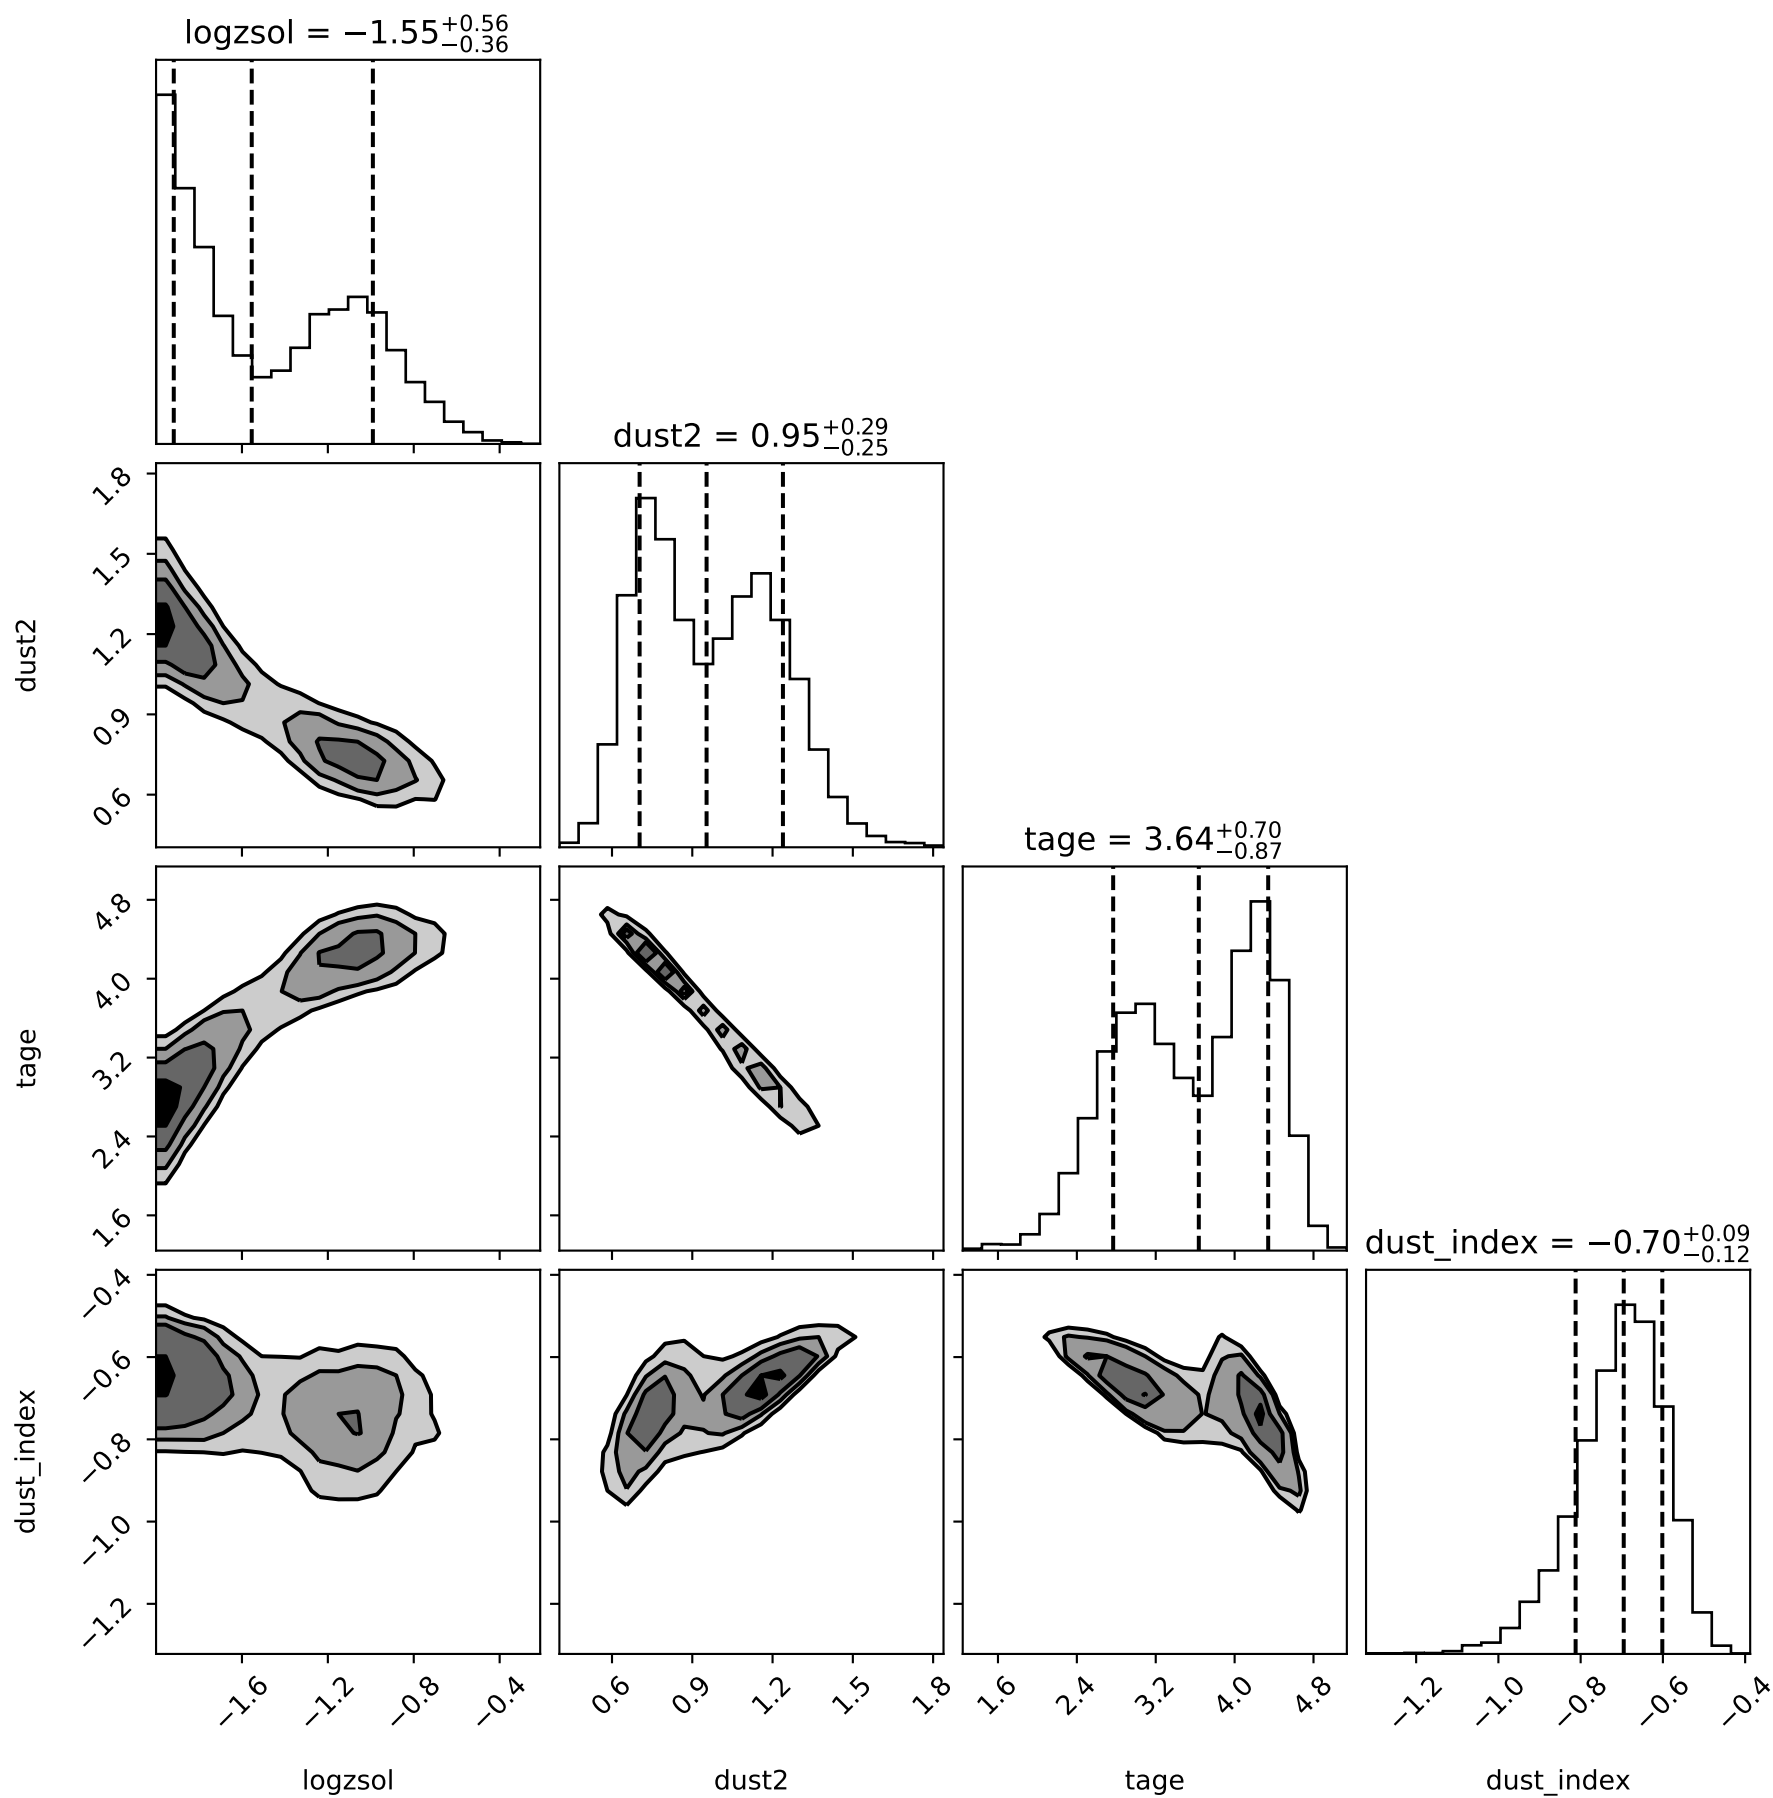 logzsol = −1.55+0.56−0.36
dust2 = 0.95+0.29−0.25
1.8
1.5
1.2
0.9
0.6
dust2
tage = 3.64+0.70−0.87
4.8
4.0
3.2
2.4
1.6
tage
dust_index = −0.70+0.09−0.12
−0.4
−0.6
−0.8
−1.0
−1.2
dust_index
−1.6 −1.2 −0.8 −0.4 0.6 0.9 1.2 1.5 1.8 1.6 2.4 3.2 4.0 4.8 −1.2 −1.0 −0.8 −0.6 −0.4
logzsol dust2 tage dust_index